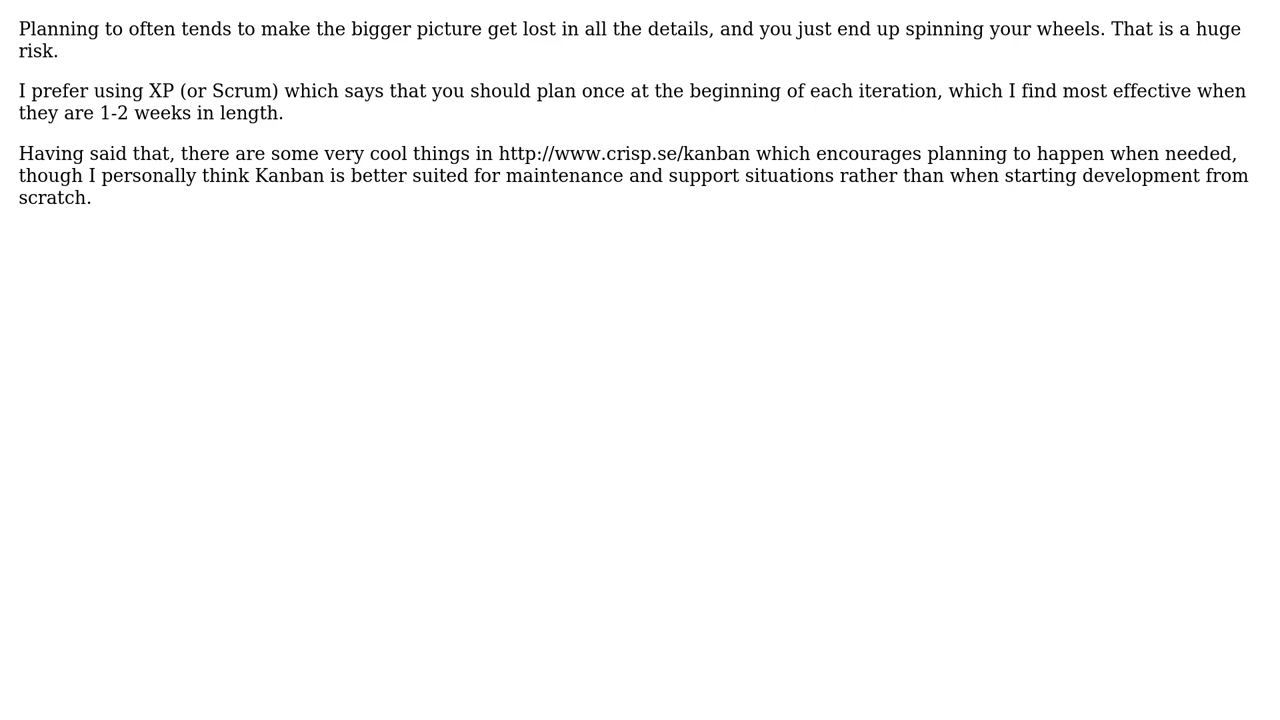 Planning to often tends to make the bigger picture get lost in all the details, and you just end up spinning your wheels. That is a huge
risk.
I prefer using XP (or Scrum) which says that you should plan once at the beginning of each iteration, which I find most effective when
they are 1-2 weeks in length.
Having said that, there are some very cool things in http://www.crisp.se/kanban which encourages planning to happen when needed,
though I personally think Kanban is better suited for maintenance and support situations rather than when starting development from
scratch.